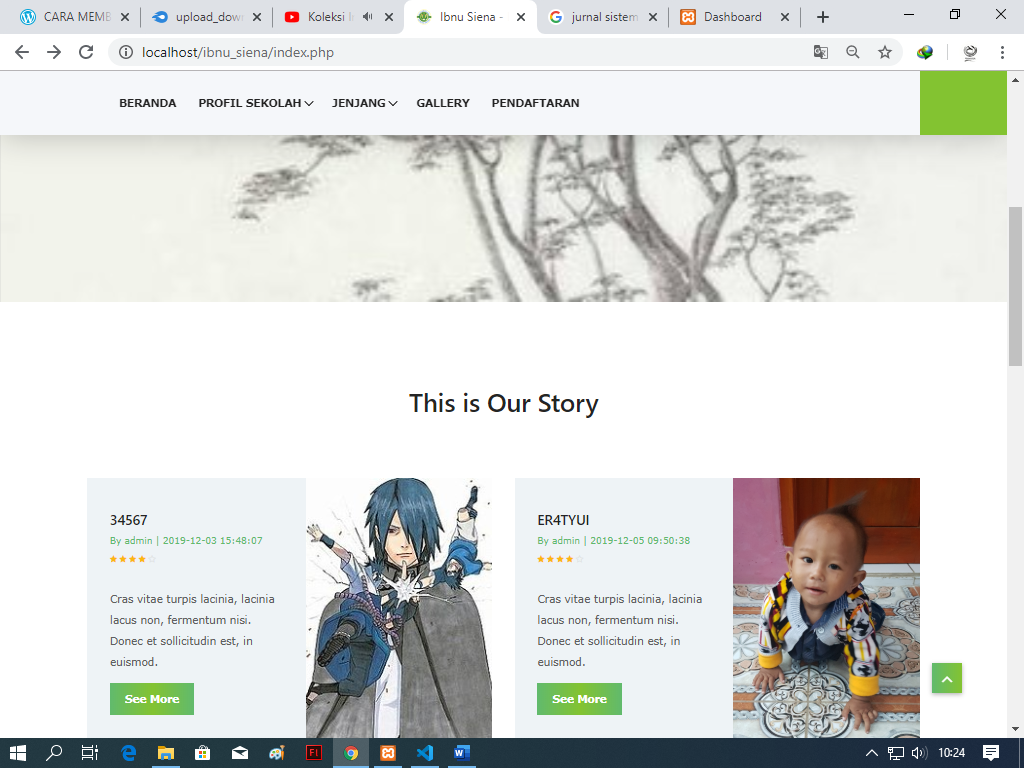 CARA MEMB
upload_dow
Koleksi
Ibnu Siena -
jurnal sistem
Dashboard
localhost/ibnu_siena/index.php
BERANDA PROFIL SEKOLAH JENJANG GALLERY PENDAFTARAN
This is Our Story
34567
By admin | 2019-12-03 15:48:07
Cras vitae turpis lacinia, lacinia
lacus non, fermentum nisi.
Donec et sollicitudin est, in
euismod.
See More
ER4TYUI
By admin | 2019-12-05 09:50:38
Cras vitae turpis lacinia, lacinia
lacus non, fermentum nisi.
Donec et sollicitudin est, in
euismod.
See More
10:24